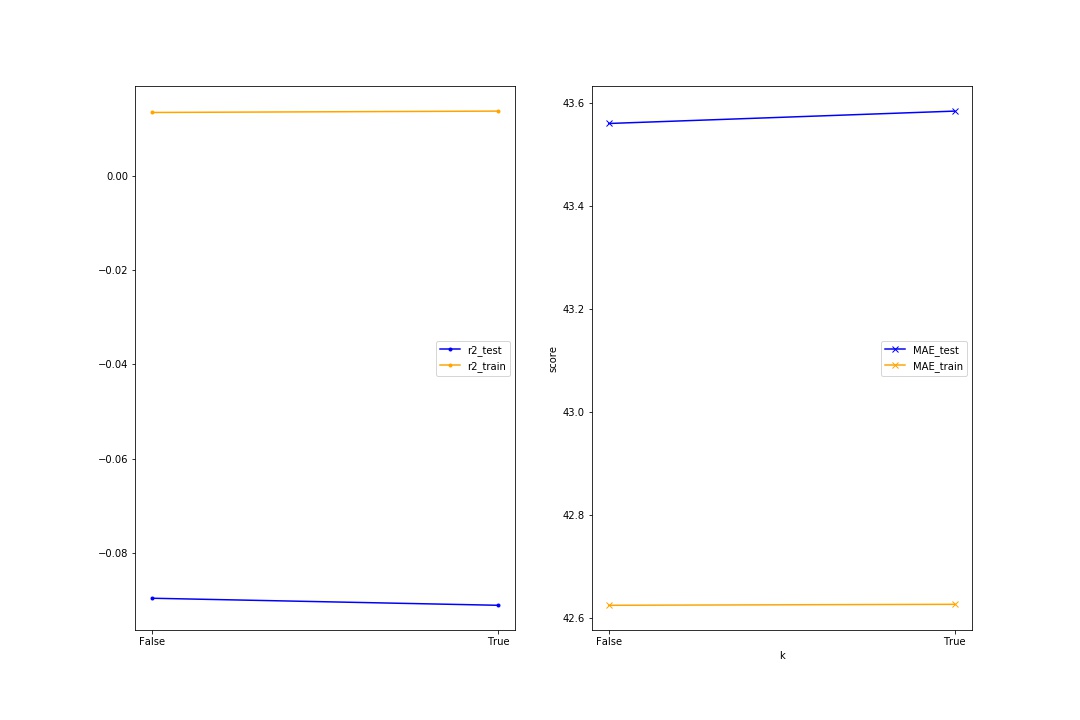 0.00
−0.02
−0.04
−0.06
−0.08
False
True
r2_test
r2_train
43.6
43.4
43.2
43.0
42.8
42.6
score
False
True
k
MAE_test
MAE_train